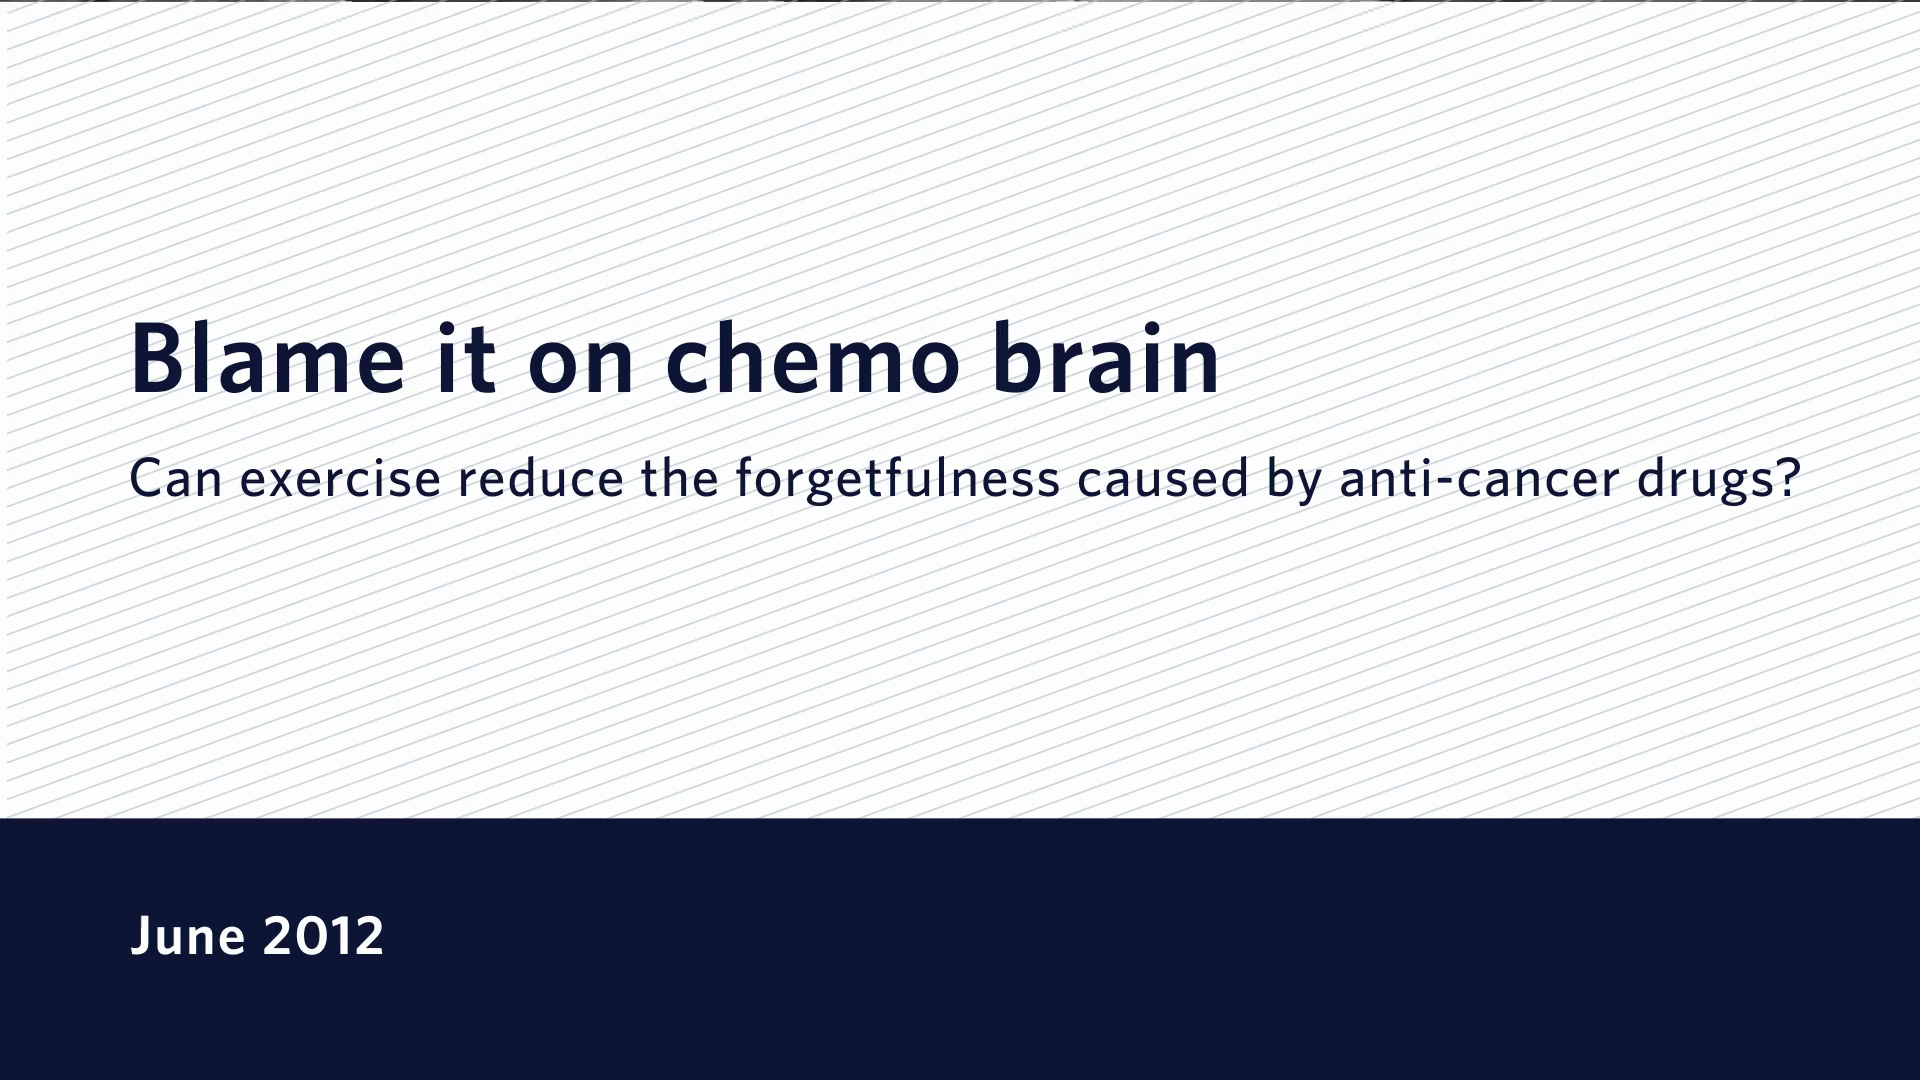 Blame it on chemo brain
Can exercise reduce the forgetfulness caused by anti-cancer drugs?
June 2012